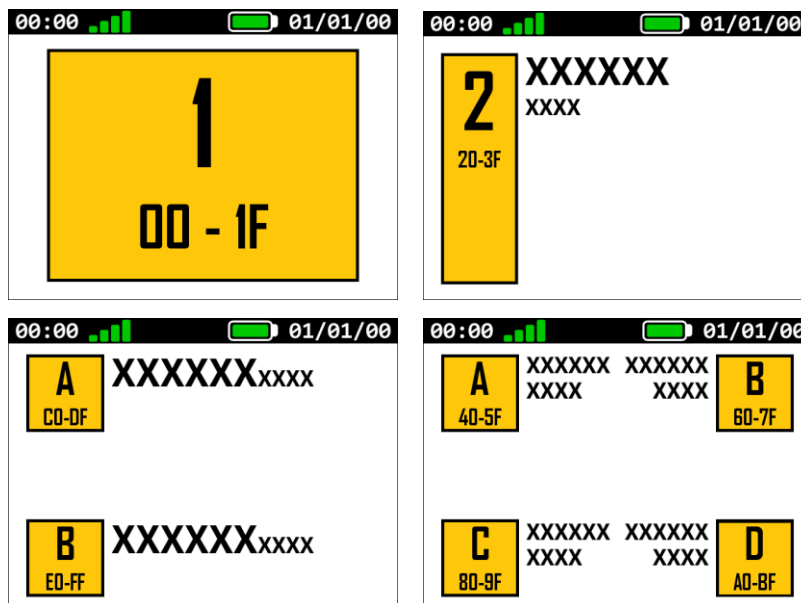 00:00 01/01/00
1
00 - 1F
00:00 01/01/00
2 XXXXXX
XXXX
20-3F
00:00 01/01/00
A XXXXXXXXXX
C0-DF
B XXXXXXXXXX
E0-FF
00:00 01/01/00
A XXXXXX XXXXXX B
XXXX XXXX
40-5F 60-7F
C XXXXXX XXXXXX D
XXXX XXXX
80-9F A0-BF